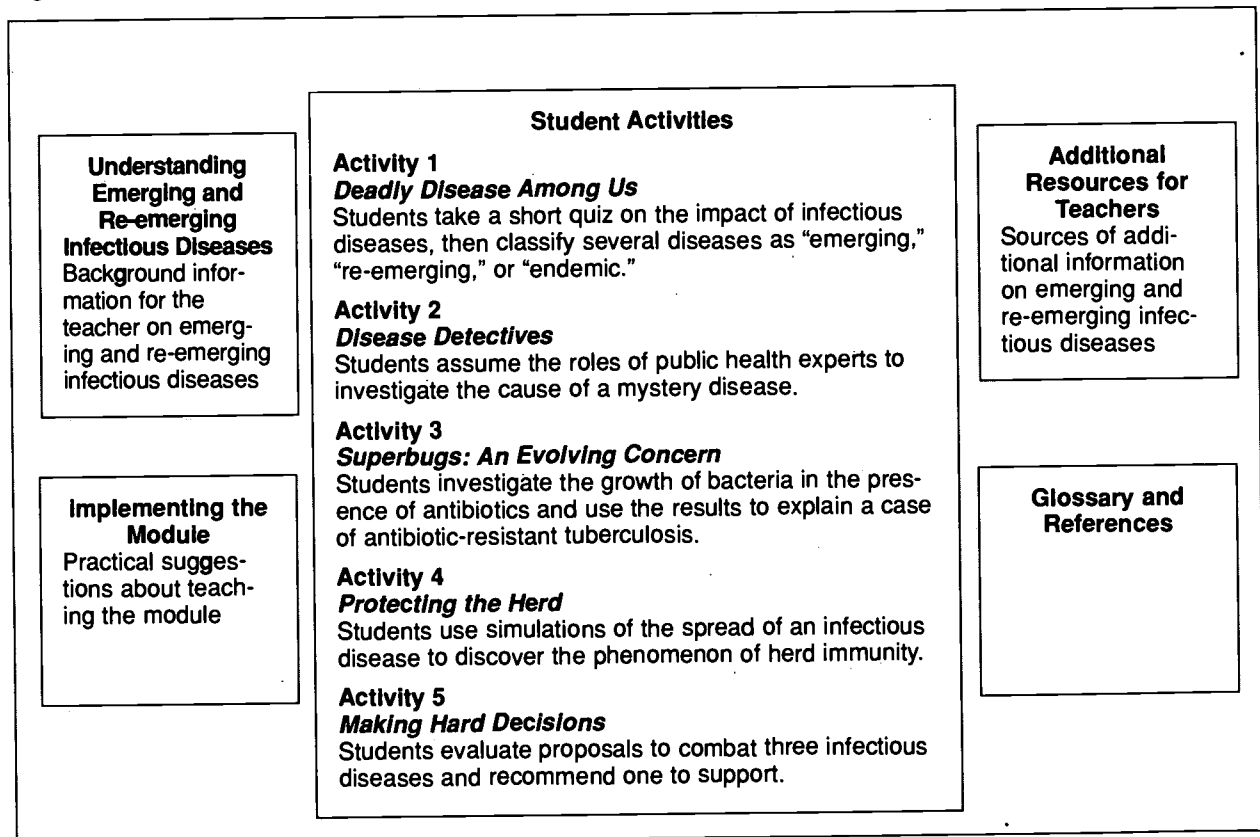 Understanding
Emerging and
Re-emerging
Infectious Diseases
Background infor-
mation for the
teacher on emerg-
ing and re-emerging
infectious diseases
Implementing the
Module
Practical sugges-
tions about teach-
ing the module
Student Activities
Activity 1
Deadly Disease Among Us
Students take a short quiz on the impact of infectious
diseases, then classify several diseases as “emerging,”
“re-emerging,” or “endemic.”
Activity 2
Disease Detectives
Students assume the roles of public health experts to
investigate the cause of a mystery disease.
Activity 3
Superbugs: An Evolving Concern
Students investigate the growth of bacteria in the pres-
ence of antibiotics and use the results to explain a case
of antibiotic-resistant tuberculosis.
Activity 4
Protecting the Herd
Students use simulations of the spread of an infectious
disease to discover the phenomenon of herd immunity.
Activity 5
Making Hard Decisions
Students evaluate proposals to combat three infectious
diseases and recommend one to support.
Additional
Resources for
Teachers
Sources of addi-
tional information
on emerging and
re-emerging infec-
tious diseases
Glossary and
References